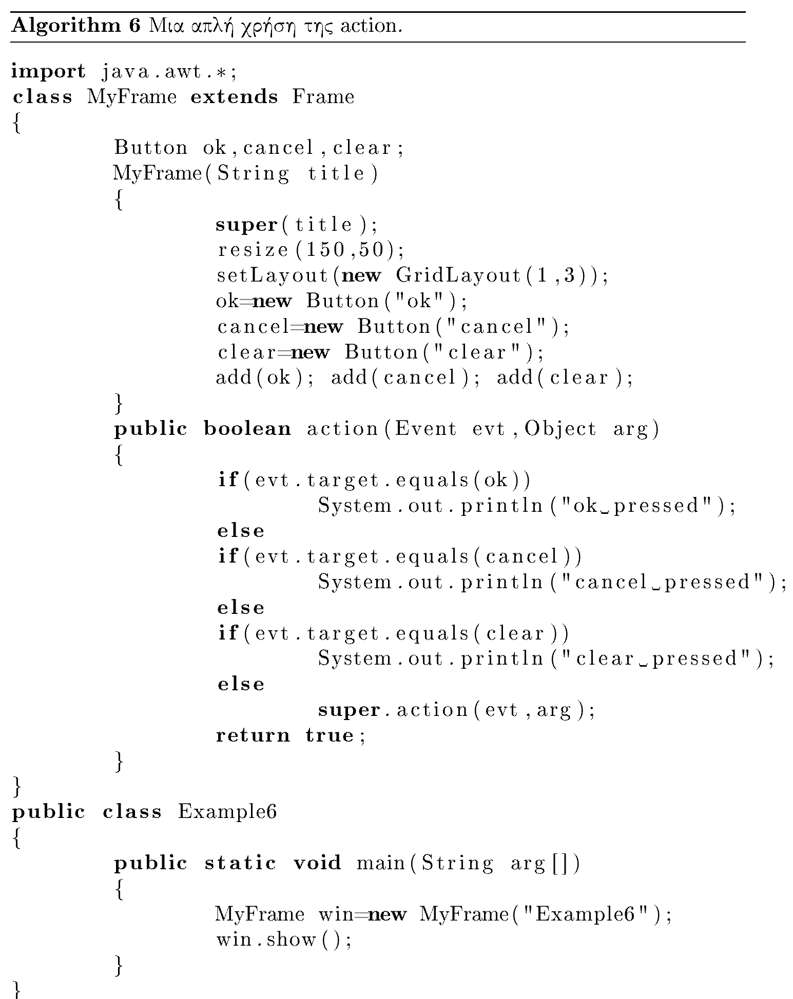 Algorithm 6 Μια απλή χρήση της action.
import java.awt.*;
class MyFrame extends Frame
{
        Button ok,cancel,clear;
        MyFrame(String title)
        {
                super(title);
                resize(150,50);
                setLayout(new GridLayout(1,3));
                ok=new Button("ok");
                cancel=new Button("cancel");
                clear=new Button("clear");
                add(ok); add(cancel); add(clear);
        }
        public boolean action(Event evt,Object arg)
        {
                if(evt.target.equals(ok))
                        System.out.println("ok␣pressed");
                else
                if(evt.target.equals(cancel))
                        System.out.println("cancel␣pressed");
                else
                if(evt.target.equals(clear))
                        System.out.println("clear␣pressed");
                else
                        super.action(evt,arg);
                return true;
        }
}
public class Example6
{
        public static void main(String arg[])
        {
                MyFrame win=new MyFrame("Example6");
                win.show();
        }
}